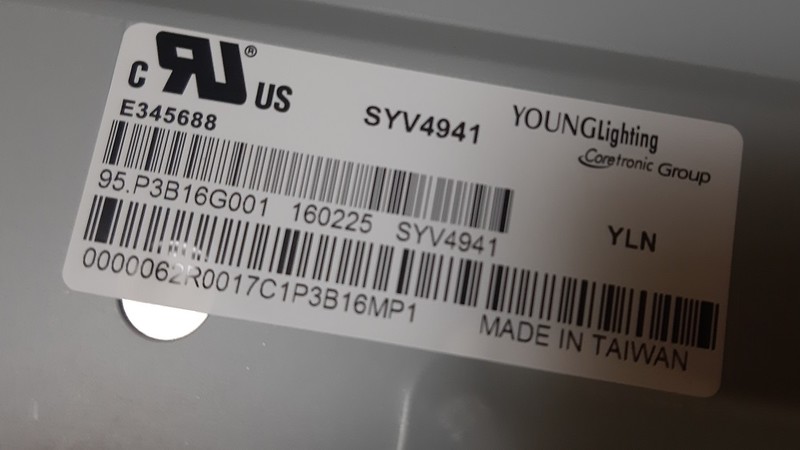 C RU® US
E345688
SYV4941
YOUNGLighting
Coretronic Group
95.P3B16G001 160225 SYV4941
YLN
0000062R0017C1P3B16MP1
MADE IN TAIWAN